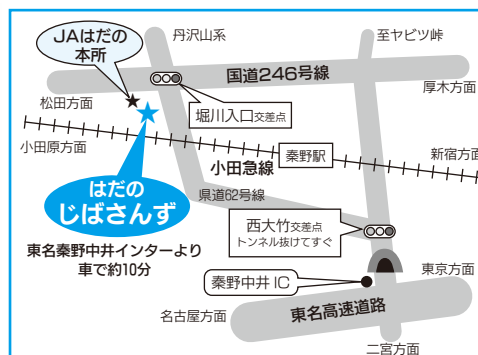 丹沢山系
至ヤビツ峠
JAはだの
本所
国道246号線
厚木方面
松田方面
堀川入口交差点
小田原方面
小田急線
秦野駅
新宿方面
はだの
じばさんず
県道62号線
西大竹交差点
トンネル抜けてすぐ
東名秦野中井インターより
車で約10分
秦野中井IC
東京方面
東名高速道路
名古屋方面
二宮方面